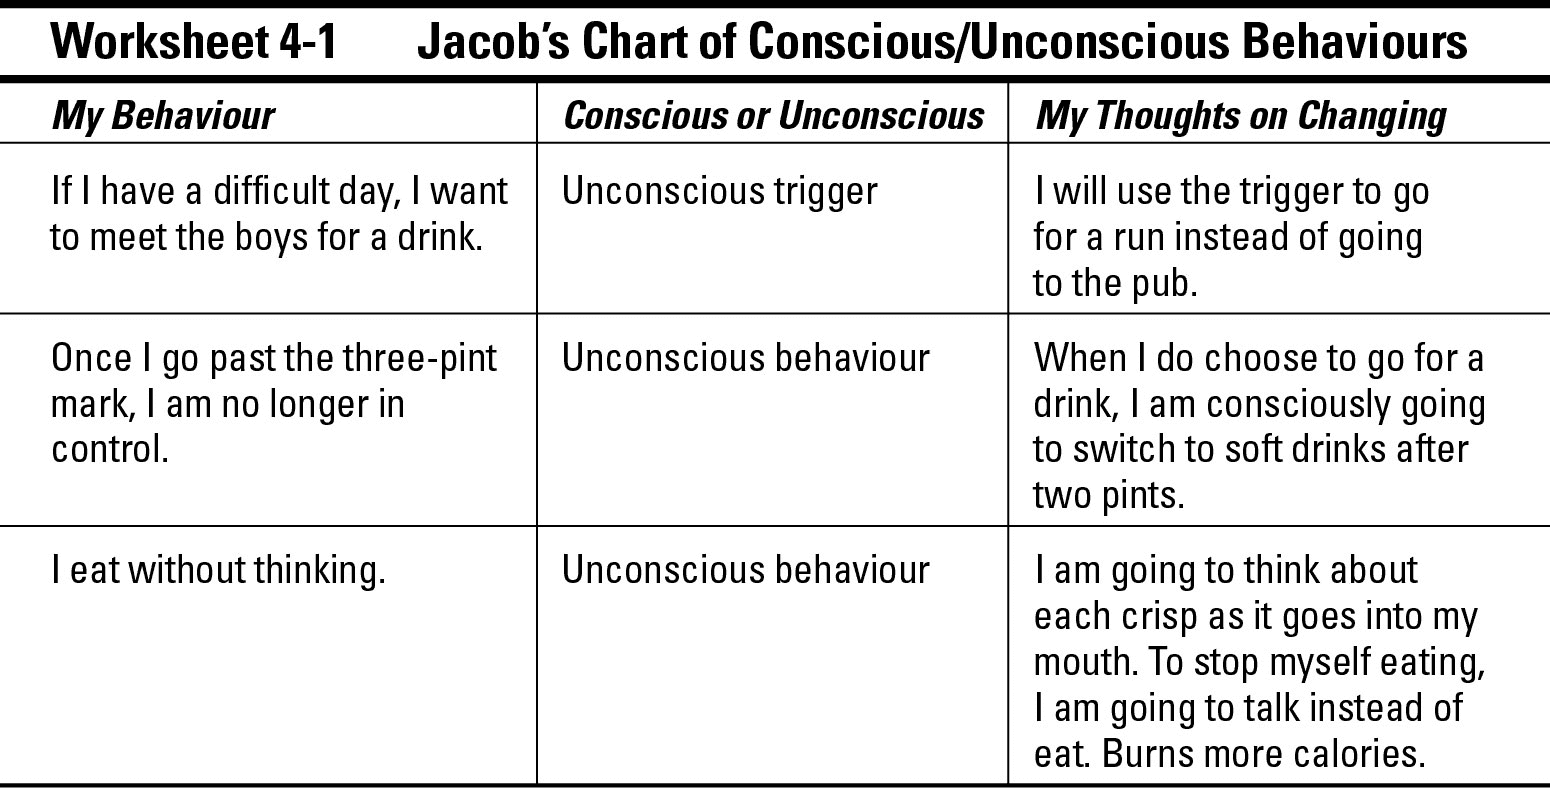 Worksheet 4-1 Jacob’s Chart of Conscious/Unconscious Behaviours
My Behaviour
Conscious or Unconscious
My Thoughts on Changing
If I have a difficult day, I want
to meet the boys for a drink.
Unconscious trigger
I will use the trigger to go
for a run instead of going
to the pub.
Once I go past the three-pint
mark, I am no longer in
control.
Unconscious behaviour
When I do choose to go for a
drink, I am consciously going
to switch to soft drinks after
two pints.
I eat without thinking.
Unconscious behaviour
I am going to think about
each crisp as it goes into my
mouth. To stop myself eating,
I am going to talk instead of
eat. Burns more calories.